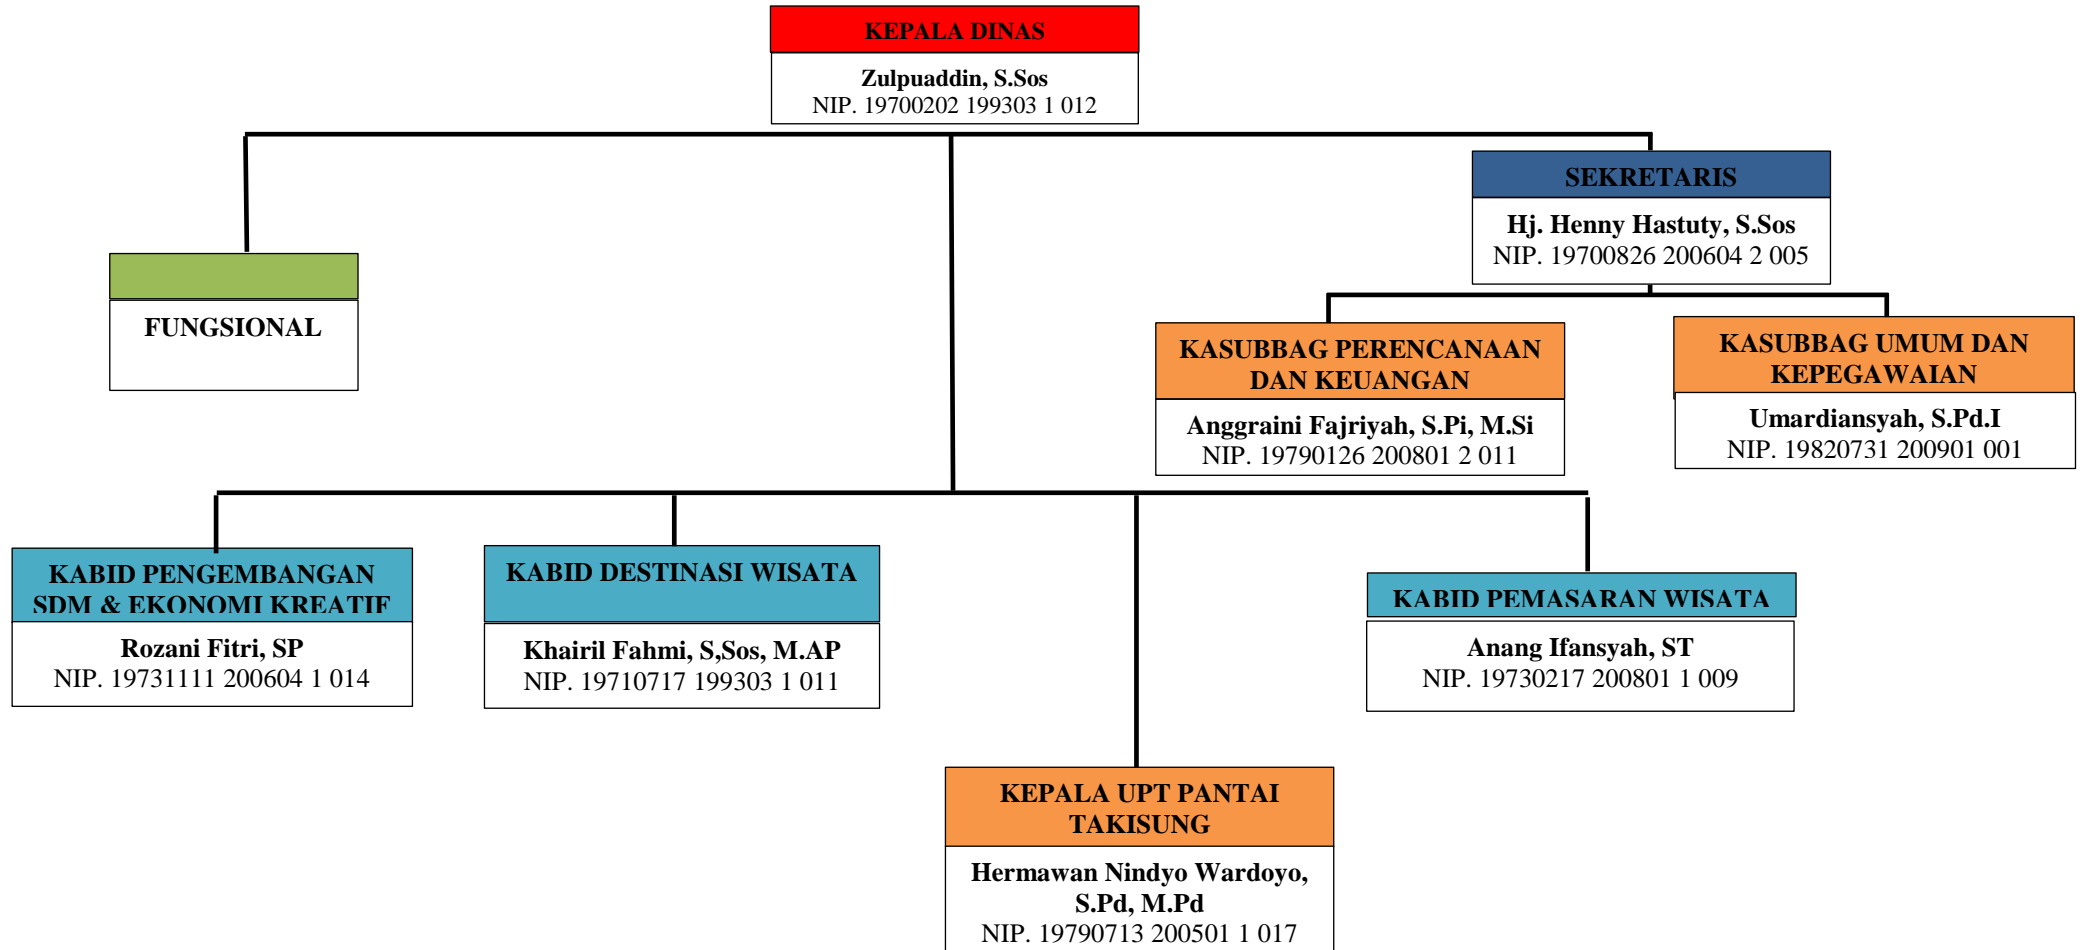 KEPALA DINAS
Zulpuaddin, S.Sos
NIP. 19700202 199303 1 012
SEKRETARIS
Hj. Henny Hastuty, S.Sos
NIP. 19700826 200604 2 005
FUNGSIONAL
KASUBBAG PERENCANAAN
DAN KEUANGAN
Anggraini Fajriyah, S.Pi, M.Si
NIP. 19790126 200801 2 011
KASUBBAG UMUM DAN
KEPEGAWAIAN
Umardiansyah, S.Pd.I
NIP. 19820731 200901 001
KABID PENGEMBANGAN
SDM & EKONOMI KREATIF
Rozani Fitri, SP
NIP. 19731111 200604 1 014
KABID DESTINASI WISATA
Khairil Fahmi, S,Sos, M.AP
NIP. 19710717 199303 1 011
KABID PEMASARAN WISATA
Anang Ifansyah, ST
NIP. 19730217 200801 1 009
KEPALA UPT PANTAI
TAKISUNG
Hermawan Nindyo Wardoyo,
S.Pd, M.Pd
NIP. 19790713 200501 1 017